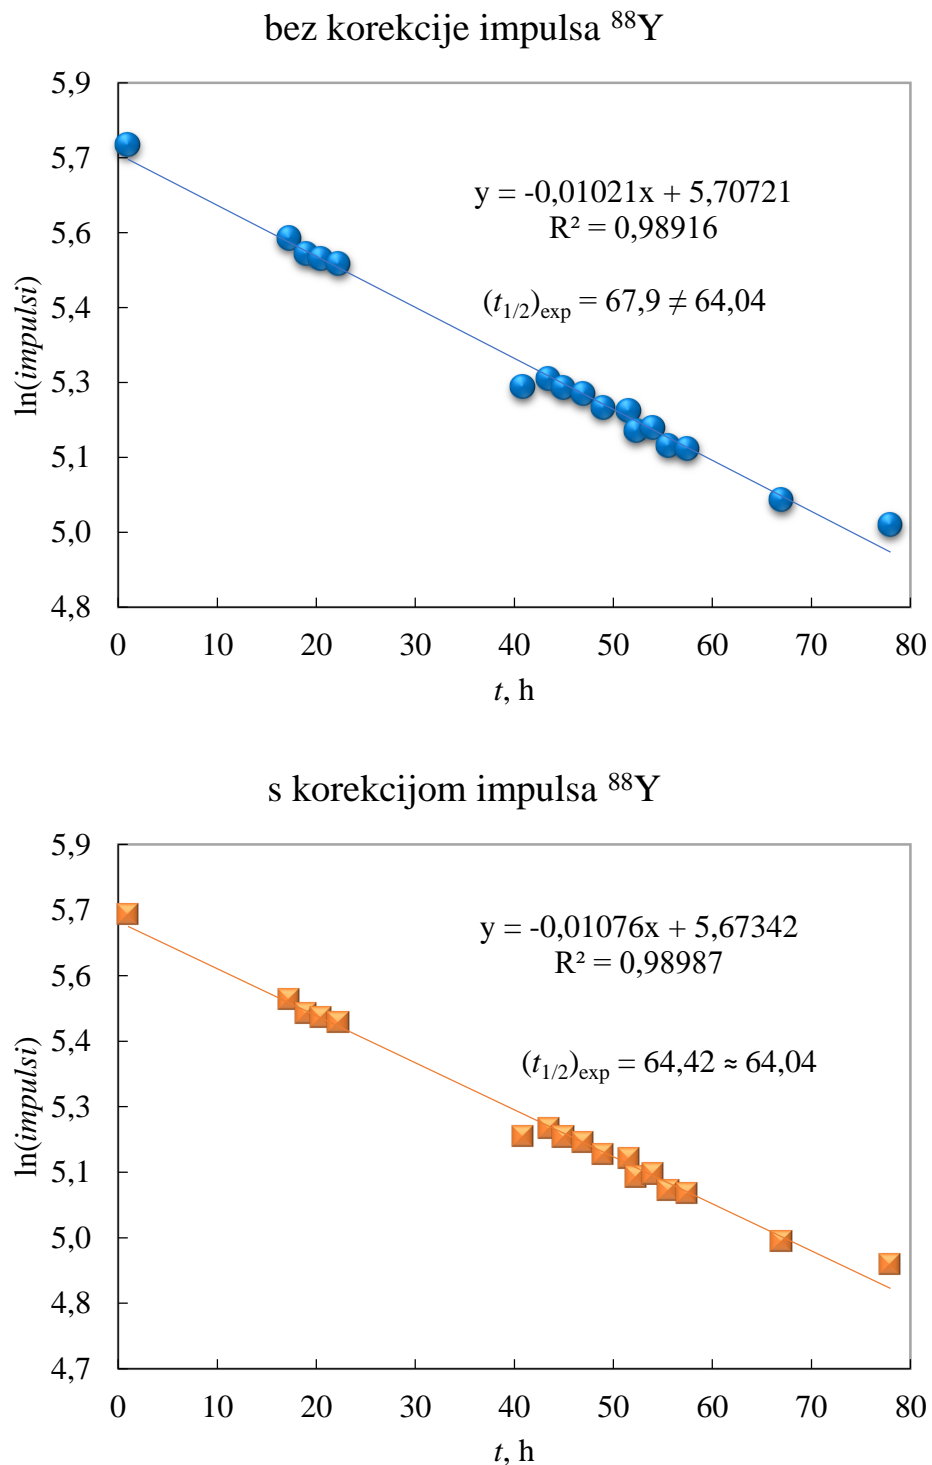 bez korekcije impulsa ⁸⁸Y
5,9
5,7
5,6
5,4
5,3
5,1
5,0
4,8
ln(impulsi)
y = -0,01021x + 5,70721
R² = 0,98916
(t1/2)exp = 67,9 ≠ 64,04
0 10 20 30 40 50 60 70 80
t, h
s korekcijom impulsa ⁸⁸Y
5,9
5,7
5,6
5,4
5,3
5,1
5,0
4,8
4,7
ln(impulsi)
y = -0,01076x + 5,67342
R² = 0,98987
(t1/2)exp = 64,42 ≈ 64,04
0 10 20 30 40 50 60 70 80
t, h